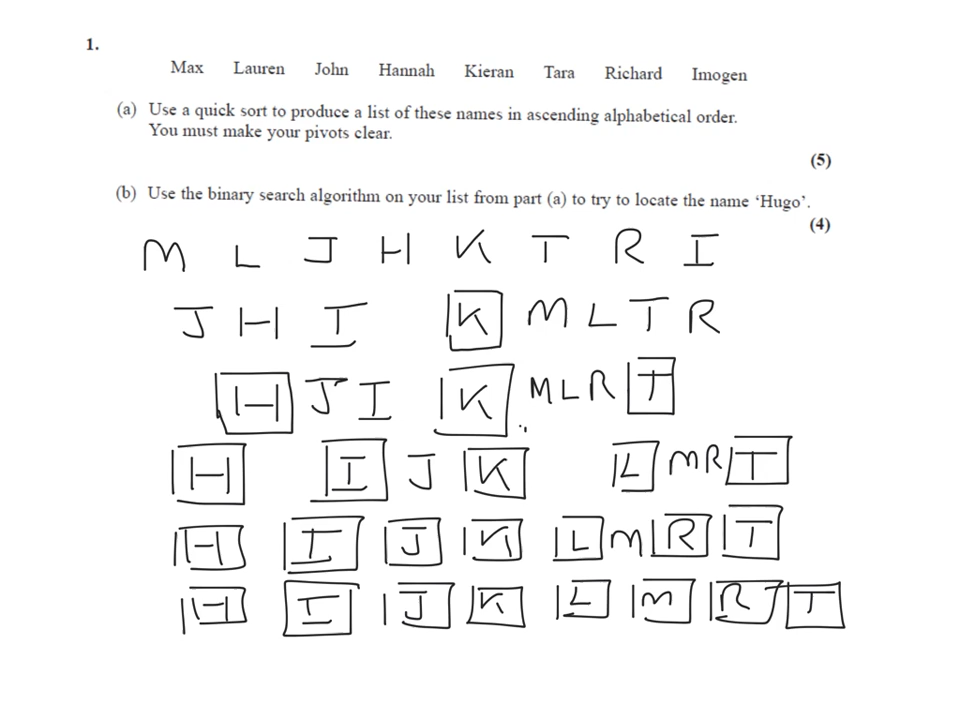 1.
Max Lauren John Hannah Kieran Tara Richard Imogen
(a) Use a quick sort to produce a list of these names in ascending alphabetical order.
You must make your pivots clear.
(5)
(b) Use the binary search algorithm on your list from part (a) to try to locate the name ‘Hugo’.
(4)
M L J H K T R I
J H I K M L T R
H J I K M L R T
H I J K L M R T
H I J K L M R T
H I J K L M R T